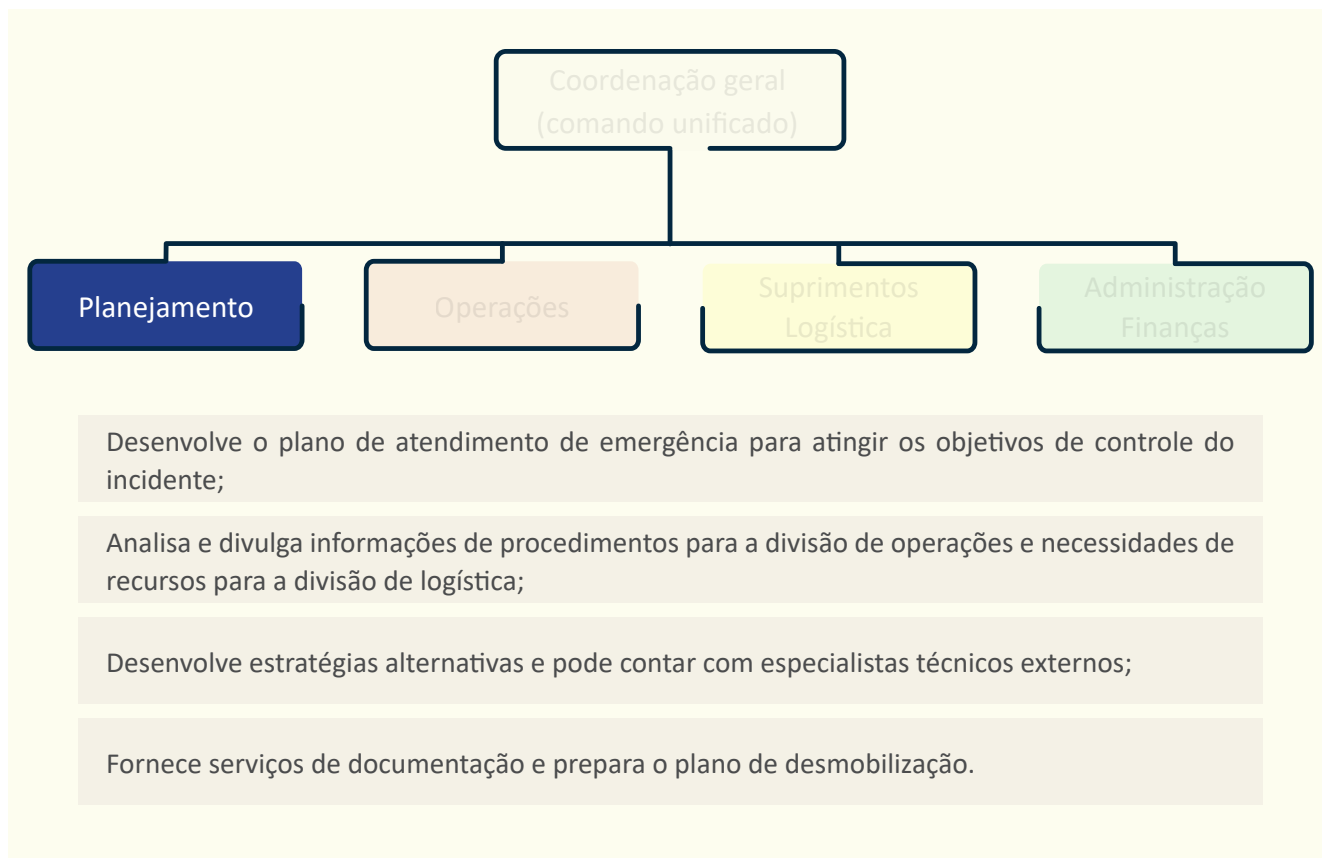 Coordenação geral
(comando unificado)
Planejamento
Operações
Suprimentos
Logística
Administração
Finanças
Desenvolve o plano de atendimento de emergência para atingir os objetivos de controle do
incidente;
Analisa e divulga informações de procedimentos para a divisão de operações e necessidades de
recursos para a divisão de logística;
Desenvolve estratégias alternativas e pode contar com especialistas técnicos externos;
Fornece serviços de documentação e prepara o plano de desmobilização.